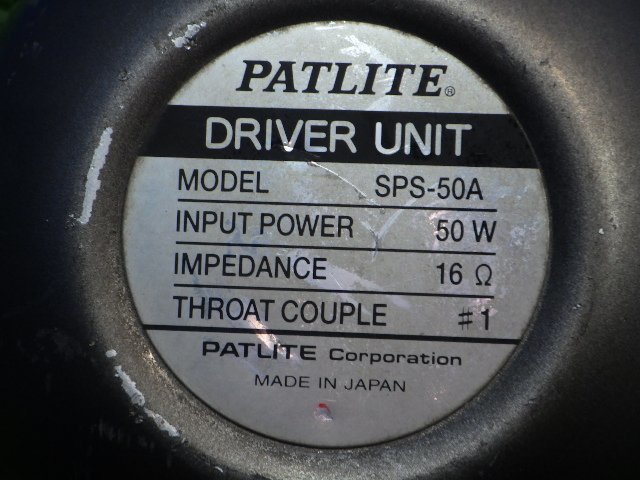 PATLITE®
DRIVER UNIT
MODEL SPS-50A
INPUT POWER 50 W
IMPEDANCE 16 Ω
THROAT COUPLE #1
PATLITE Corporation
MADE IN JAPAN